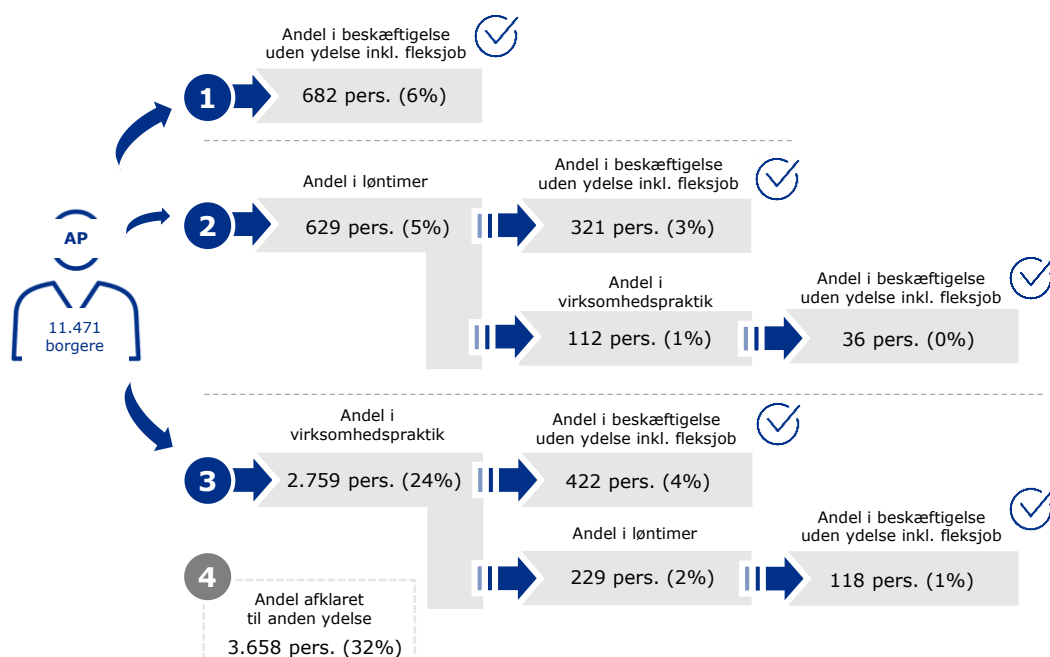 Andel i beskæftigelse
uden ydelse inkl. fleksjob
1
682 pers. (6%)
AP
11.471
borgere
2
Andel i løntimer
629 pers. (5%)
Andel i beskæftigelse
uden ydelse inkl. fleksjob
321 pers. (3%)
Andel i
virksomhedspraktik
112 pers. (1%)
Andel i beskæftigelse
uden ydelse inkl. fleksjob
36 pers. (0%)
3
Andel i
virksomhedspraktik
2.759 pers. (24%)
Andel i beskæftigelse
uden ydelse inkl. fleksjob
422 pers. (4%)
Andel i løntimer
229 pers. (2%)
Andel i beskæftigelse
uden ydelse inkl. fleksjob
118 pers. (1%)
4
Andel afklaret
til anden ydelse
3.658 pers. (32%)